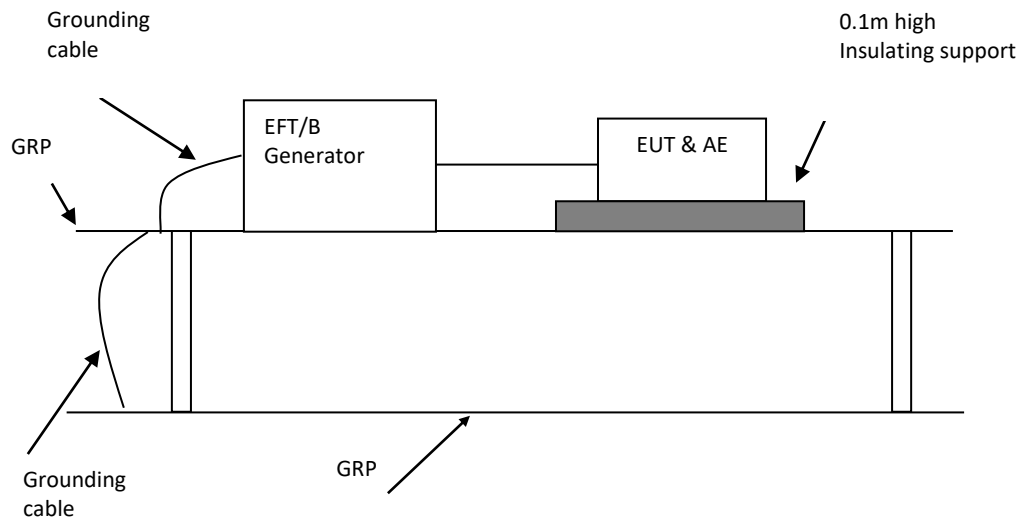 Grounding
cable
0.1m high
Insulating support
GRP
EFT/B
Generator
EUT & AE
Grounding
cable
GRP